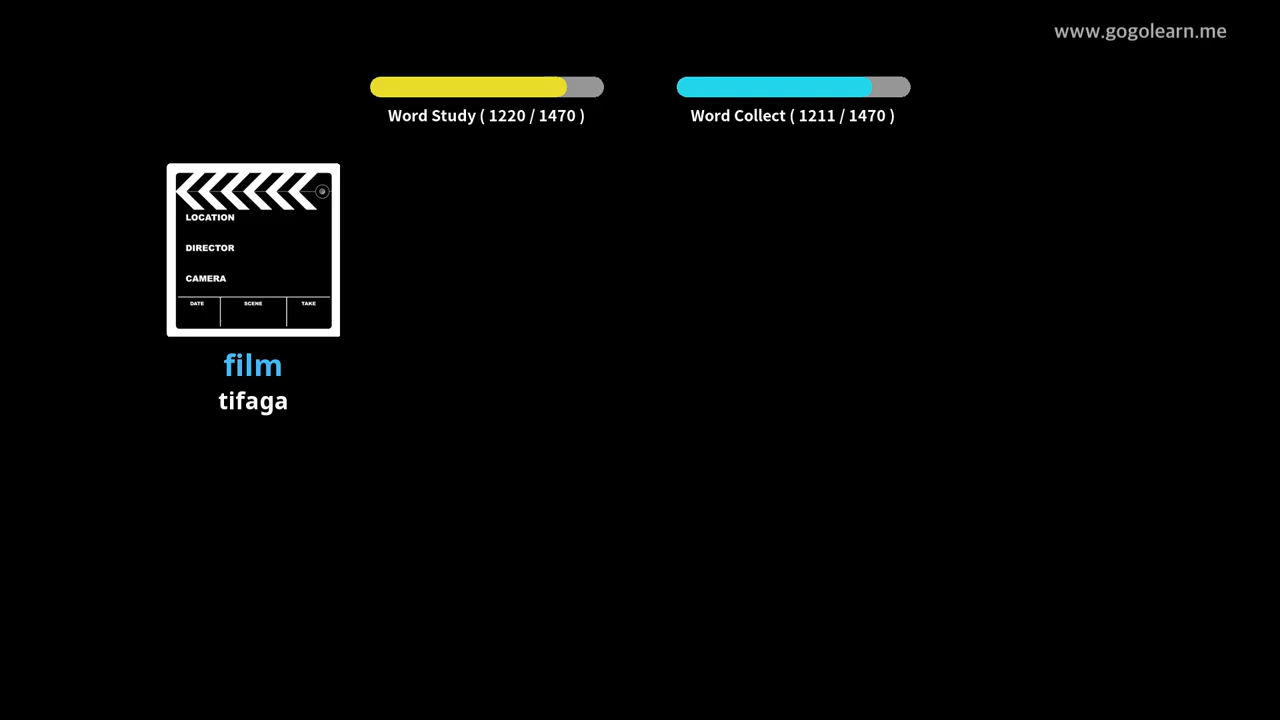 www.gogolearn.me
Word Study ( 1220 / 1470 )
Word Collect ( 1211 / 1470 )
LOCATION
DIRECTOR
CAMERA
DATE
SCENE
TAKE
film
tifaga